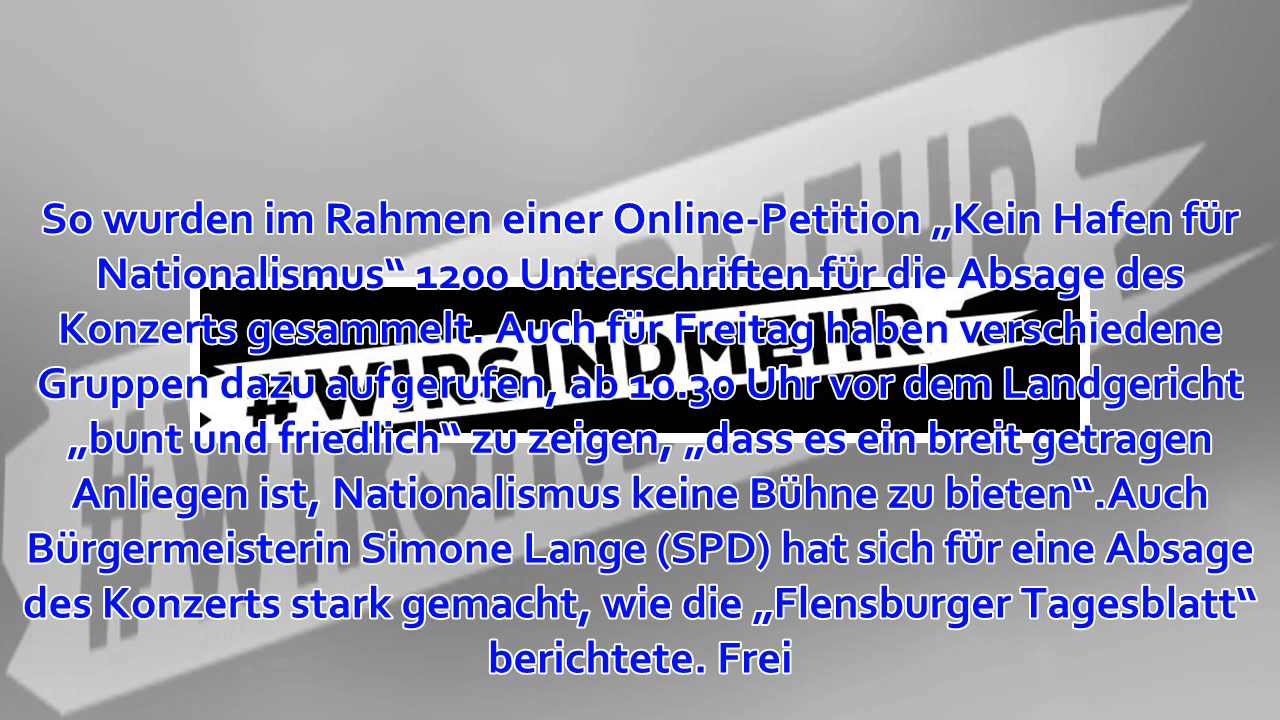 So wurden im Rahmen einer Online-Petition „Kein Hafen für
Nationalismus“ 1200 Unterschriften für die Absage des
Konzerts gesammelt. Auch für Freitag haben verschiedene
Gruppen dazu aufgerufen, ab 10.30 Uhr vor dem Landgericht
„bunt und friedlich“ zu zeigen, „dass es ein breit getragen
Anliegen ist, Nationalismus keine Bühne zu bieten“.Auch
Bürgermeisterin Simone Lange (SPD) hat sich für eine Absage
des Konzerts stark gemacht, wie die „Flensburger Tagesblatt“
berichtete. Frei
#WIRSINDMEHR
#WIRSINDMEHR